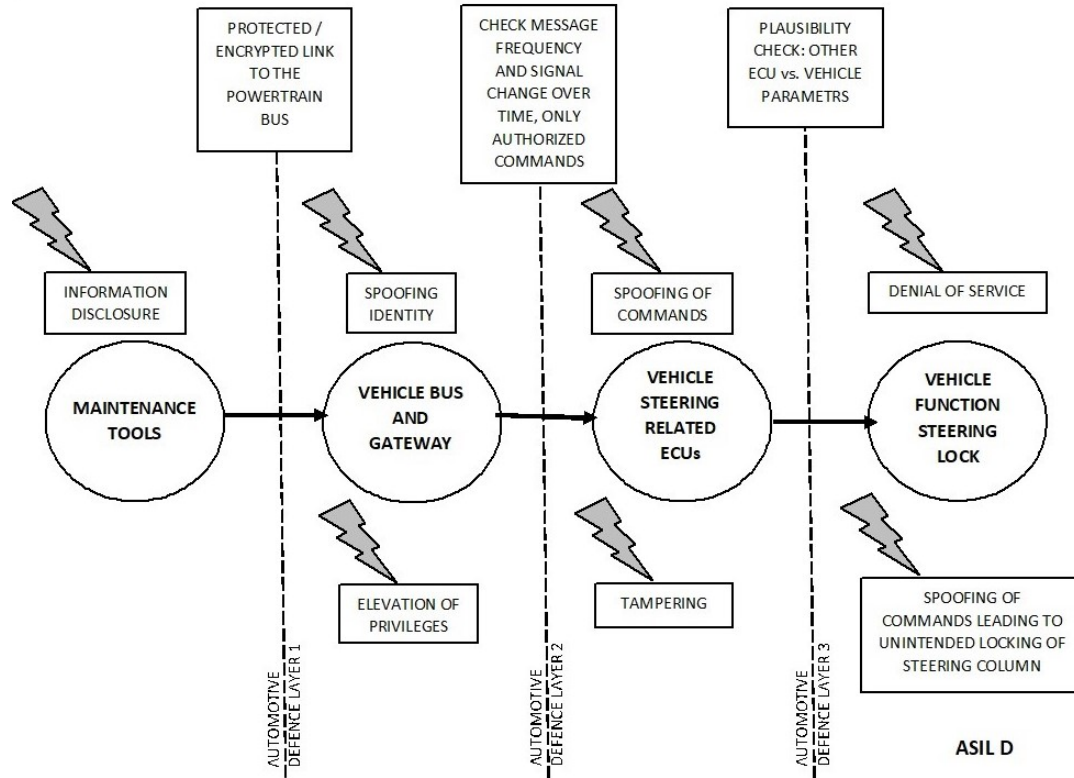 PROTECTED /
ENCRYPTED LINK
TO THE
POWERTRAIN
BUS
CHECK MESSAGE
FREQUENCY
AND SIGNAL
CHANGE OVER
TIME, ONLY
AUTHORIZED
COMMANDS
PLAUSIBILITY
CHECK: OTHER
ECU vs. VEHICLE
PARAMETRS
INFORMATION
DISCLOSURE
SPOOFING
IDENTITY
SPOOFING OF
COMMANDS
DENIAL OF SERVICE
MAINTENANCE
TOOLS
VEHICLE BUS
AND
GATEWAY
VEHICLE
STEERING
RELATED
ECUs
VEHICLE
FUNCTION
STEERING
LOCK
ELEVATION OF
PRIVILEGES
TAMPERING
SPOOFING OF
COMMANDS LEADING TO
UNINTENDED LOCKING OF
STEERING COLUMN
AUTOMOTIVE
DEFENCE LAYER 1
AUTOMOTIVE
DEFENCE LAYER 2
AUTOMOTIVE
DEFENCE LAYER 3
ASIL D